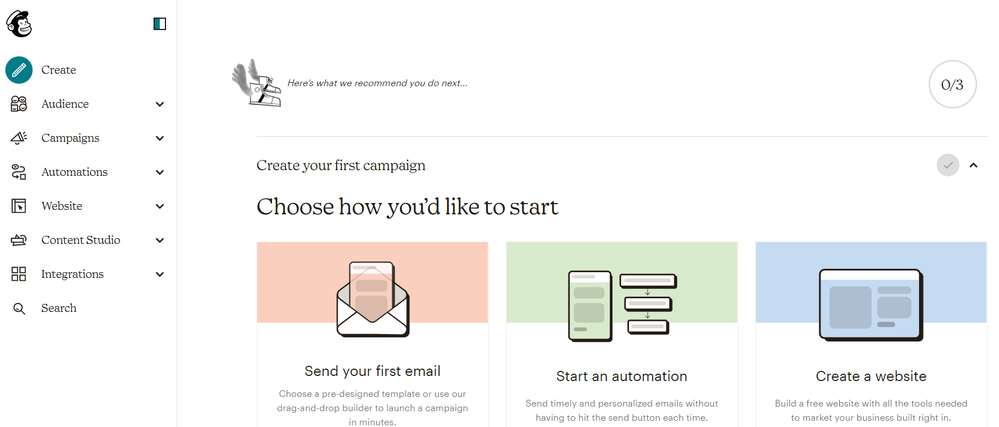 Create
Audience
Campaigns
Automations
Website
Content Studio
Integrations
Search
Here's what we recommend you do next...
0/3
Create your first campaign
Choose how you'd like to start
Send your first email
Choose a pre-designed template or use our
drag-and-drop builder to launch a campaign
in minutes.
Start an automation
Send timely and personalized emails without
having to hit the send button each time.
Create a website
Build a free website with all the tools needed
to market your business built right in.